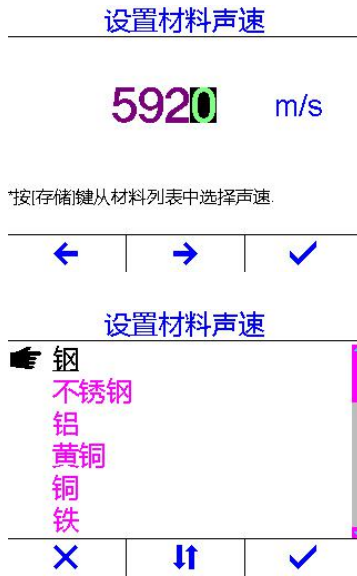 设置材料声速
5920 m/s
*按[存储]键从材料列表中选择声速.
设置材料声速
钢
不锈钢
铝
黄铜
铜
铁